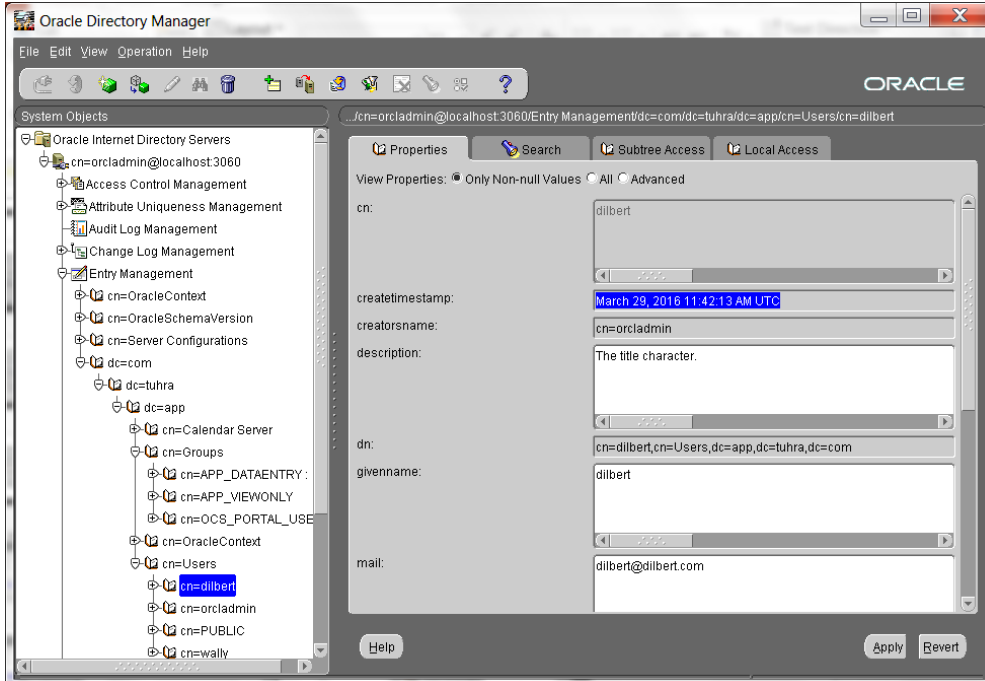 Oracle Directory Manager
File Edit View Operation Help
ORACLE
System Objects
.../cn=orcladmin@localhost:3060/Entry Management/dc=com/dc=tuhra/dc=app/cn=Users/cn=dilbert
Oracle Internet Directory Servers
cn=orcladmin@localhost:3060
Access Control Management
Attribute Uniqueness Management
Audit Log Management
Change Log Management
Entry Management
cn=OracleContext
cn=OracleSchemaVersion
cn=Server Configurations
dc=com
dc=tuhra
dc=app
cn=Calendar Server
cn=Groups
cn=APP_DATAENTRY :
cn=APP_VIEWONLY
cn=OCS_PORTAL_USE
cn=OracleContext
cn=Users
cn=dilbert
cn=orcladmin
cn=PUBLIC
cn=wally
Properties Search Subtree Access Local Access
View Properties: Only Non-null Values All Advanced
cn: dilbert
createtimestamp: March 29, 2016 11:42:13 AM UTC
creatorsname: cn=orcladmin
description: The title character.
dn: cn=dilbert,cn=Users,dc=app,dc=tuhra,dc=com
givenname: dilbert
mail: dilbert@dilbert.com
Help Apply Revert